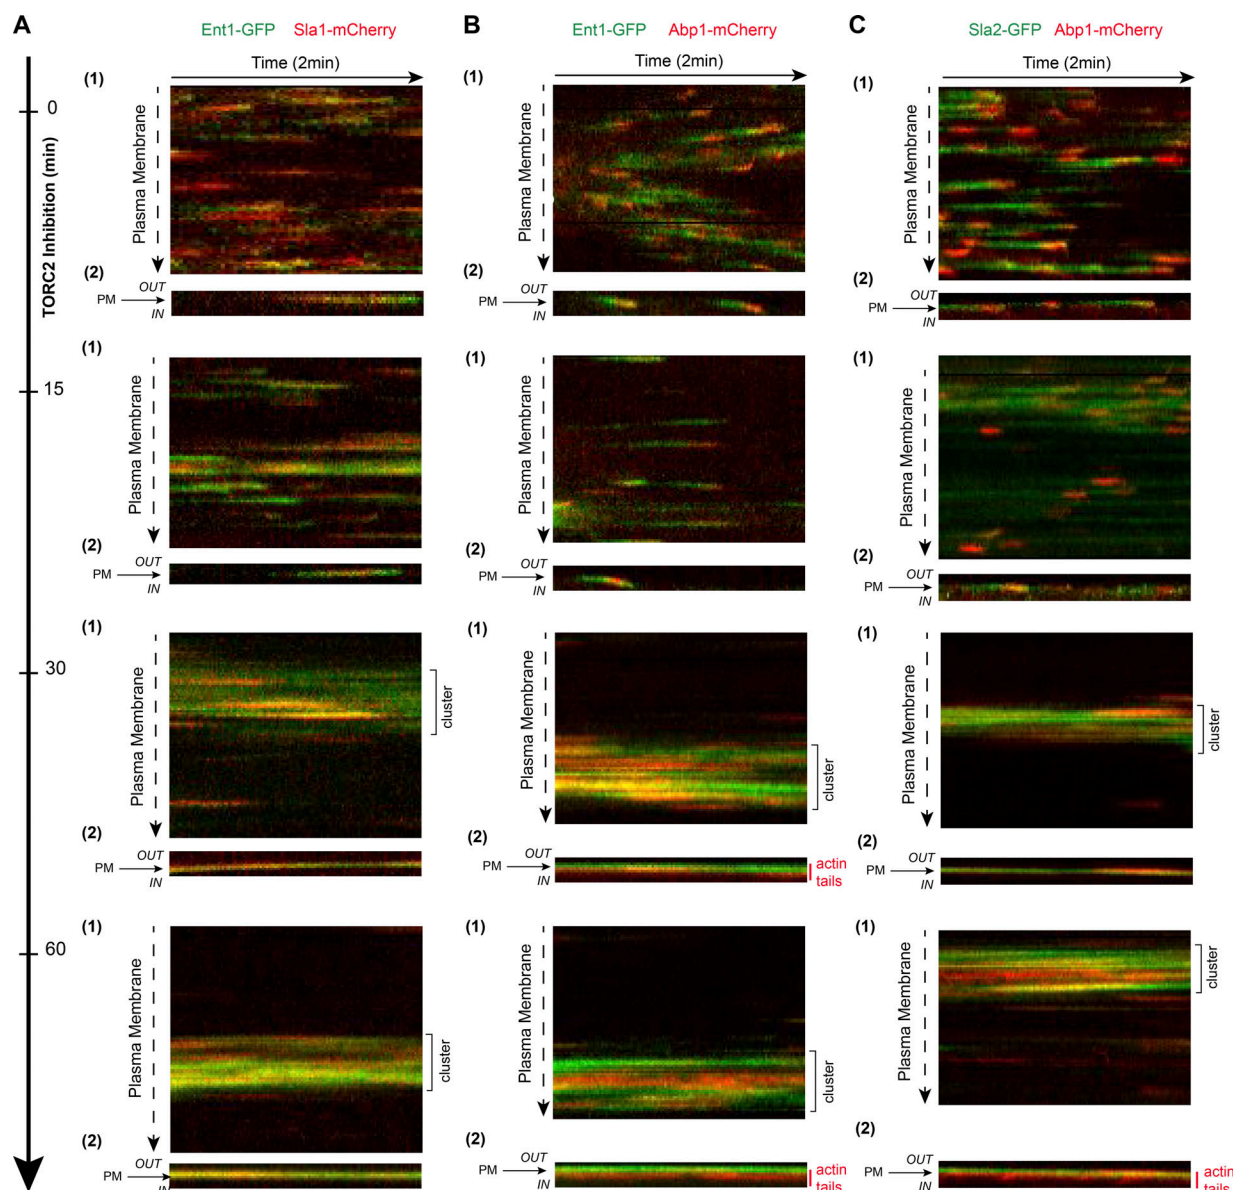 A
Ent1-GFP Sla1-mCherry
B
Ent1-GFP Abp1-mCherry
C
Sla2-GFP Abp1-mCherry
TORC2 Inhibition (min)
0
15
30
60
(1)
Time (2min)
Plasma Membrane
(2)
OUT
PM
IN
(1)
Time (2min)
Plasma Membrane
(2)
OUT
PM
IN
(1)
Time (2min)
Plasma Membrane
(2)
OUT
PM
IN
(1)
Plasma Membrane
(2)
OUT
PM
IN
(1)
Plasma Membrane
(2)
OUT
PM
IN
(1)
Plasma Membrane
(2)
OUT
PM
IN
(1)
Plasma Membrane
cluster
(2)
OUT
PM
IN
(1)
Plasma Membrane
cluster
(2)
OUT
PM
IN
actin
tails
(1)
Plasma Membrane
cluster
(2)
OUT
PM
IN
(1)
Plasma Membrane
cluster
(2)
OUT
PM
IN
(1)
Plasma Membrane
cluster
(2)
OUT
PM
IN
actin
tails
(1)
Plasma Membrane
cluster
(2)
OUT
PM
IN
actin
tails